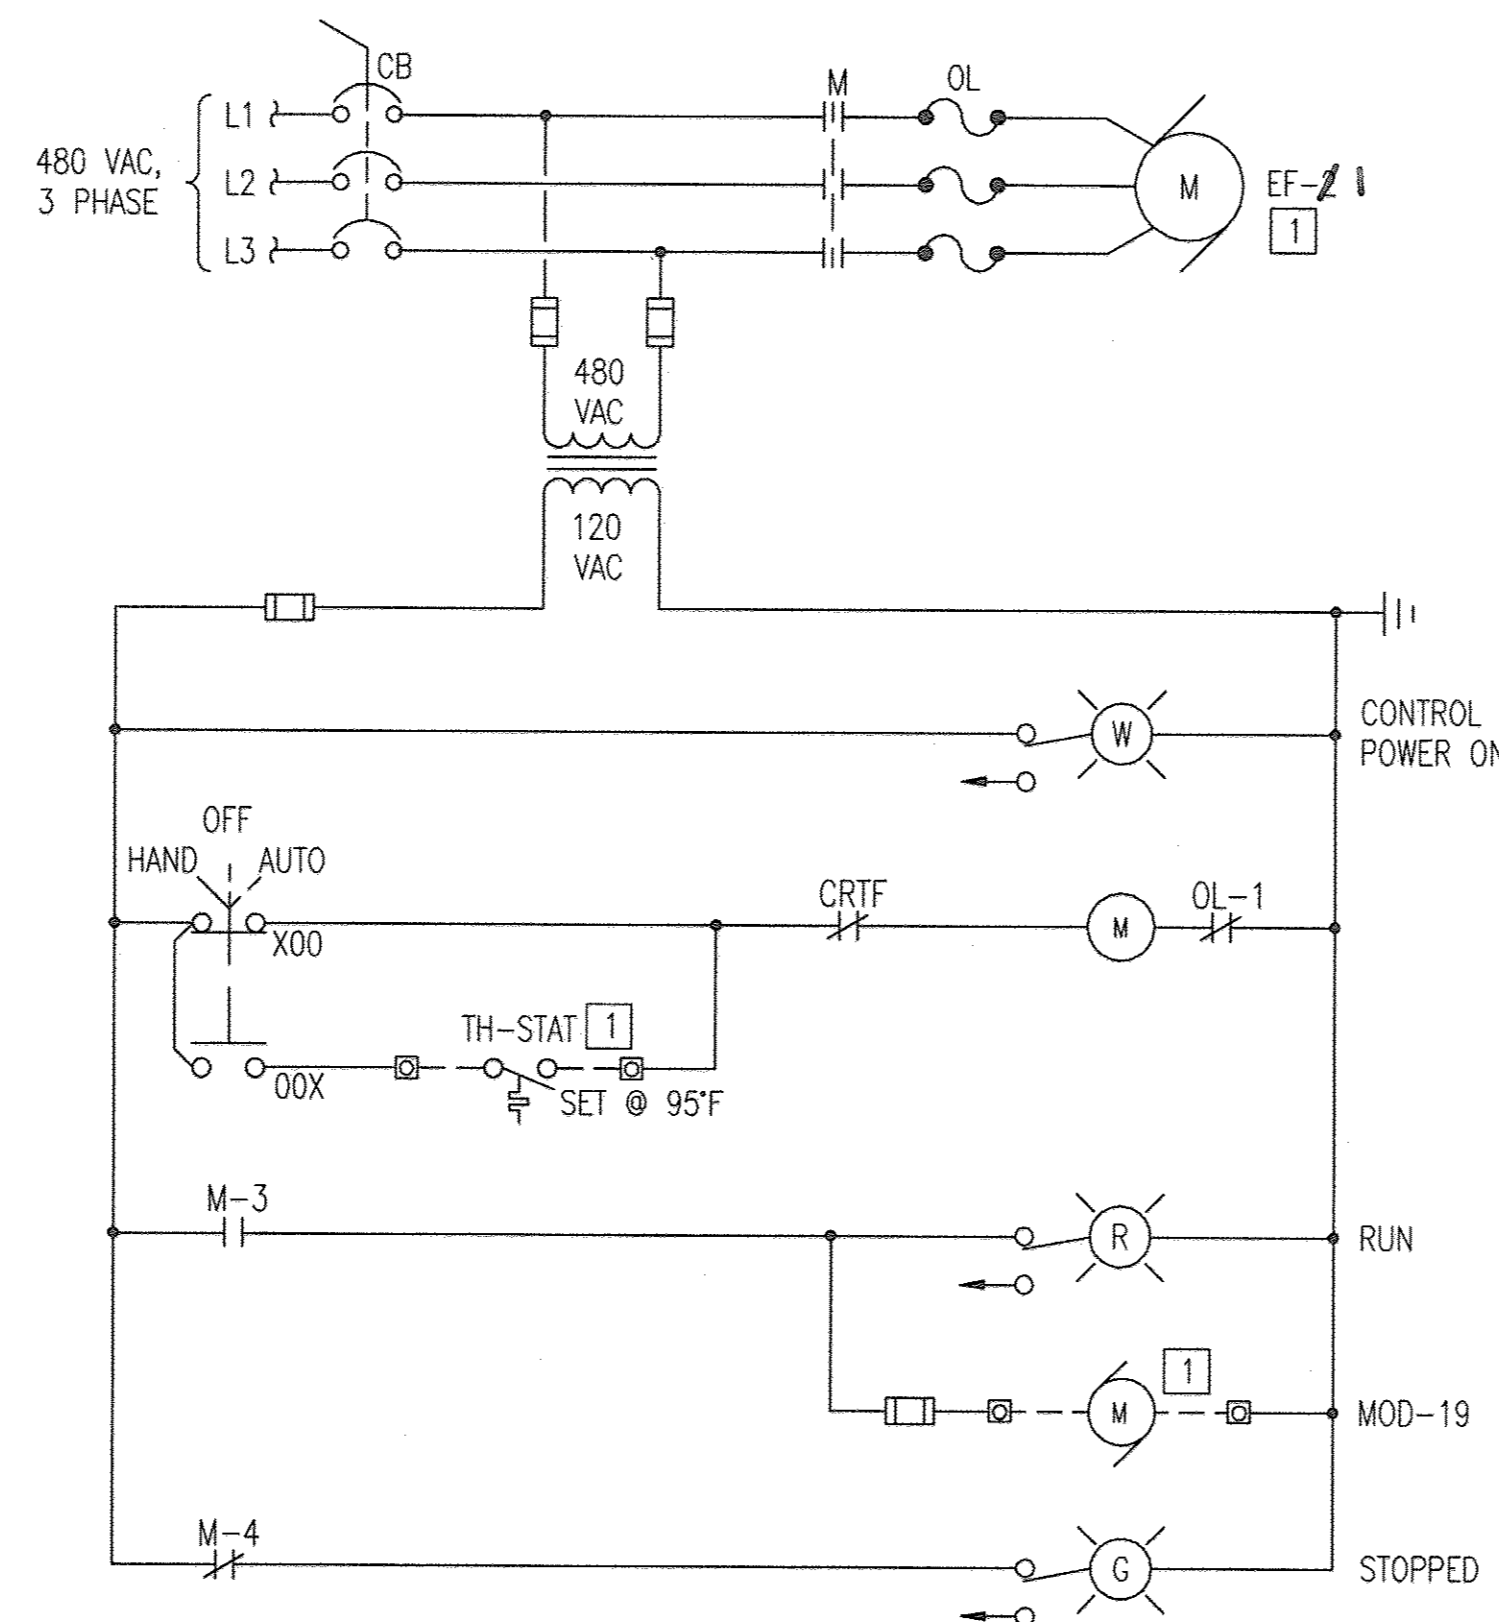 CB
M
OL
L1
480 VAC,
3 PHASE
L2
L3
M
EF-2 1
1
480
VAC
120
VAC
W
CONTROL
POWER ON
OFF
HAND
AUTO
X00
CRTF
M
OL-1
TH-STAT
1
00X
SET @ 95°F
M-3
R
RUN
1
M
MOD-19
M-4
G
STOPPED